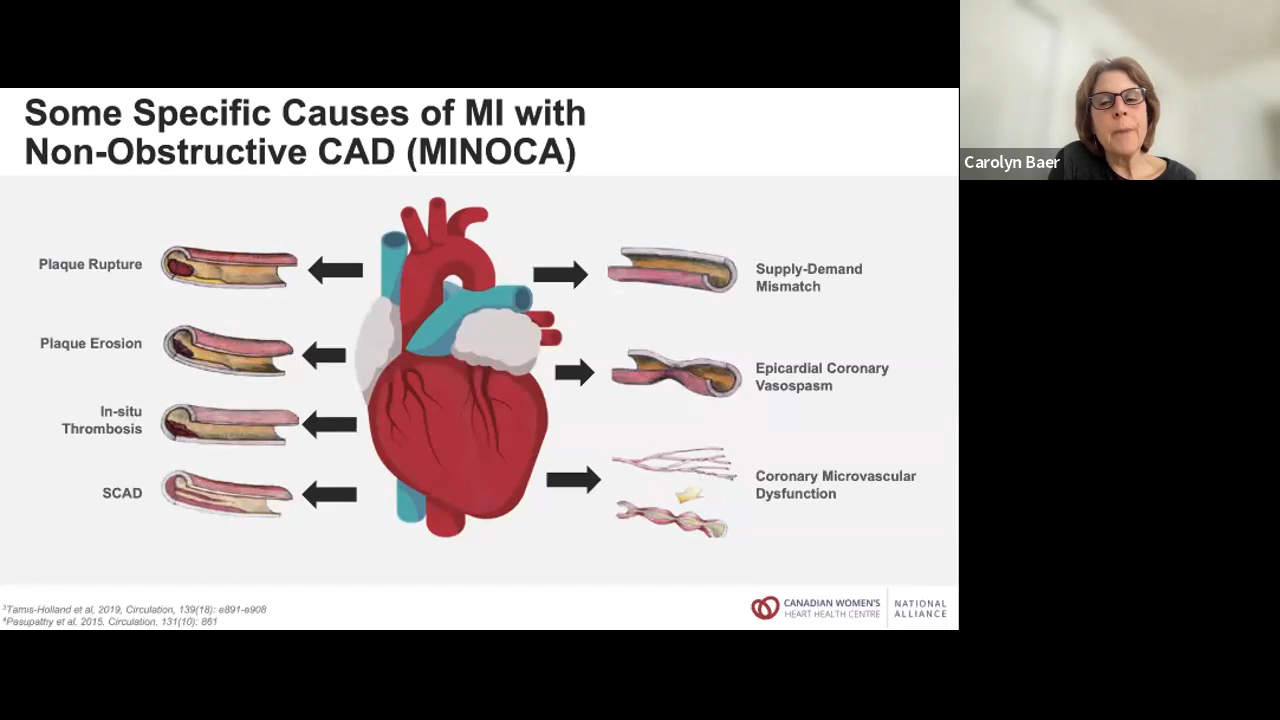 Some Specific Causes of MI with
Non-Obstructive CAD (MINOCA)
Carolyn Baer
Plaque Rupture
Plaque Erosion
In-situ
Thrombosis
SCAD
Supply-Demand
Mismatch
Epicardial Coronary
Vasospasm
Coronary Microvascular
Dysfunction
³Tamis-Holland et al, 2019, Circulation, 139(18): e891-e908
⁴Pasupathy et al. 2015. Circulation, 131(10): 861
CANADIAN WOMEN'S
HEART HEALTH CENTRE
NATIONAL
ALLIANCE